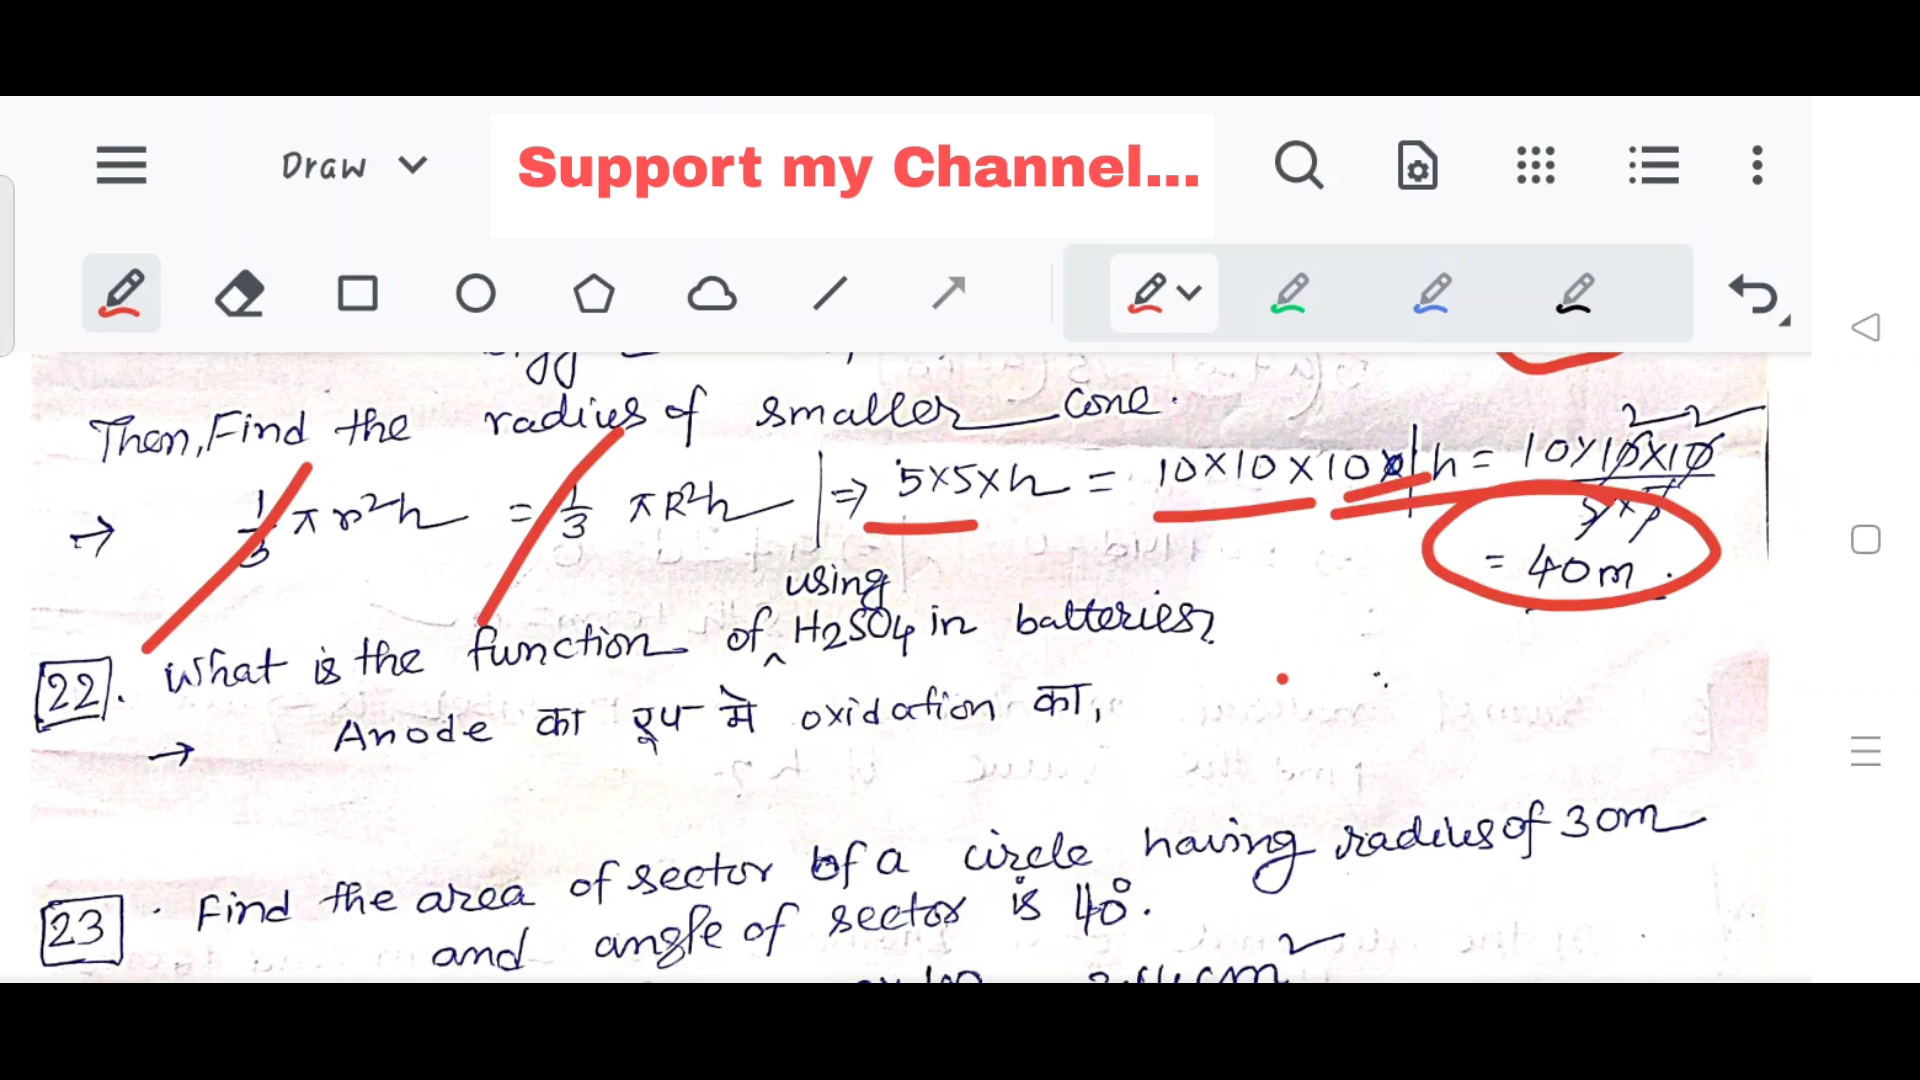 Draw
Support my Channel...
Then, Find the radius of smaller cone.
→ 1/3 π r²h = 1/3 π R²h | ⇒ 5×5×h = 10×10×10 | h = 10×10×10 / 5×5
= 40m.
using
22. What is the function of ^ H2SO4 in batteries?
→ Anode का रूप मे oxidation का,
23. Find the area of sector of a circle having radius of 30m
and angle of sector is 40°.